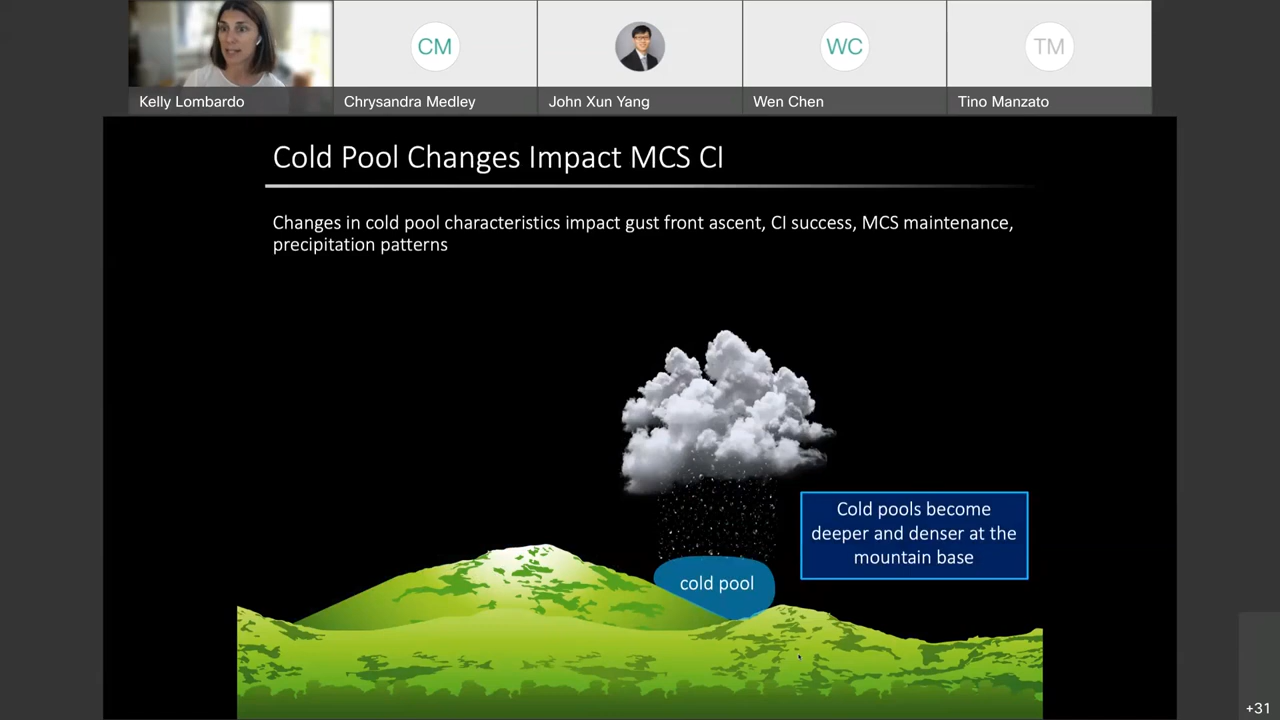 CM
WC
TM
Kelly Lombardo
Chrysandra Medley
John Xun Yang
Wen Chen
Tino Manzato
Cold Pool Changes Impact MCS CI
Changes in cold pool characteristics impact gust front ascent, CI success, MCS maintenance,
precipitation patterns
Cold pools become
deeper and denser at the
mountain base
cold pool
+31